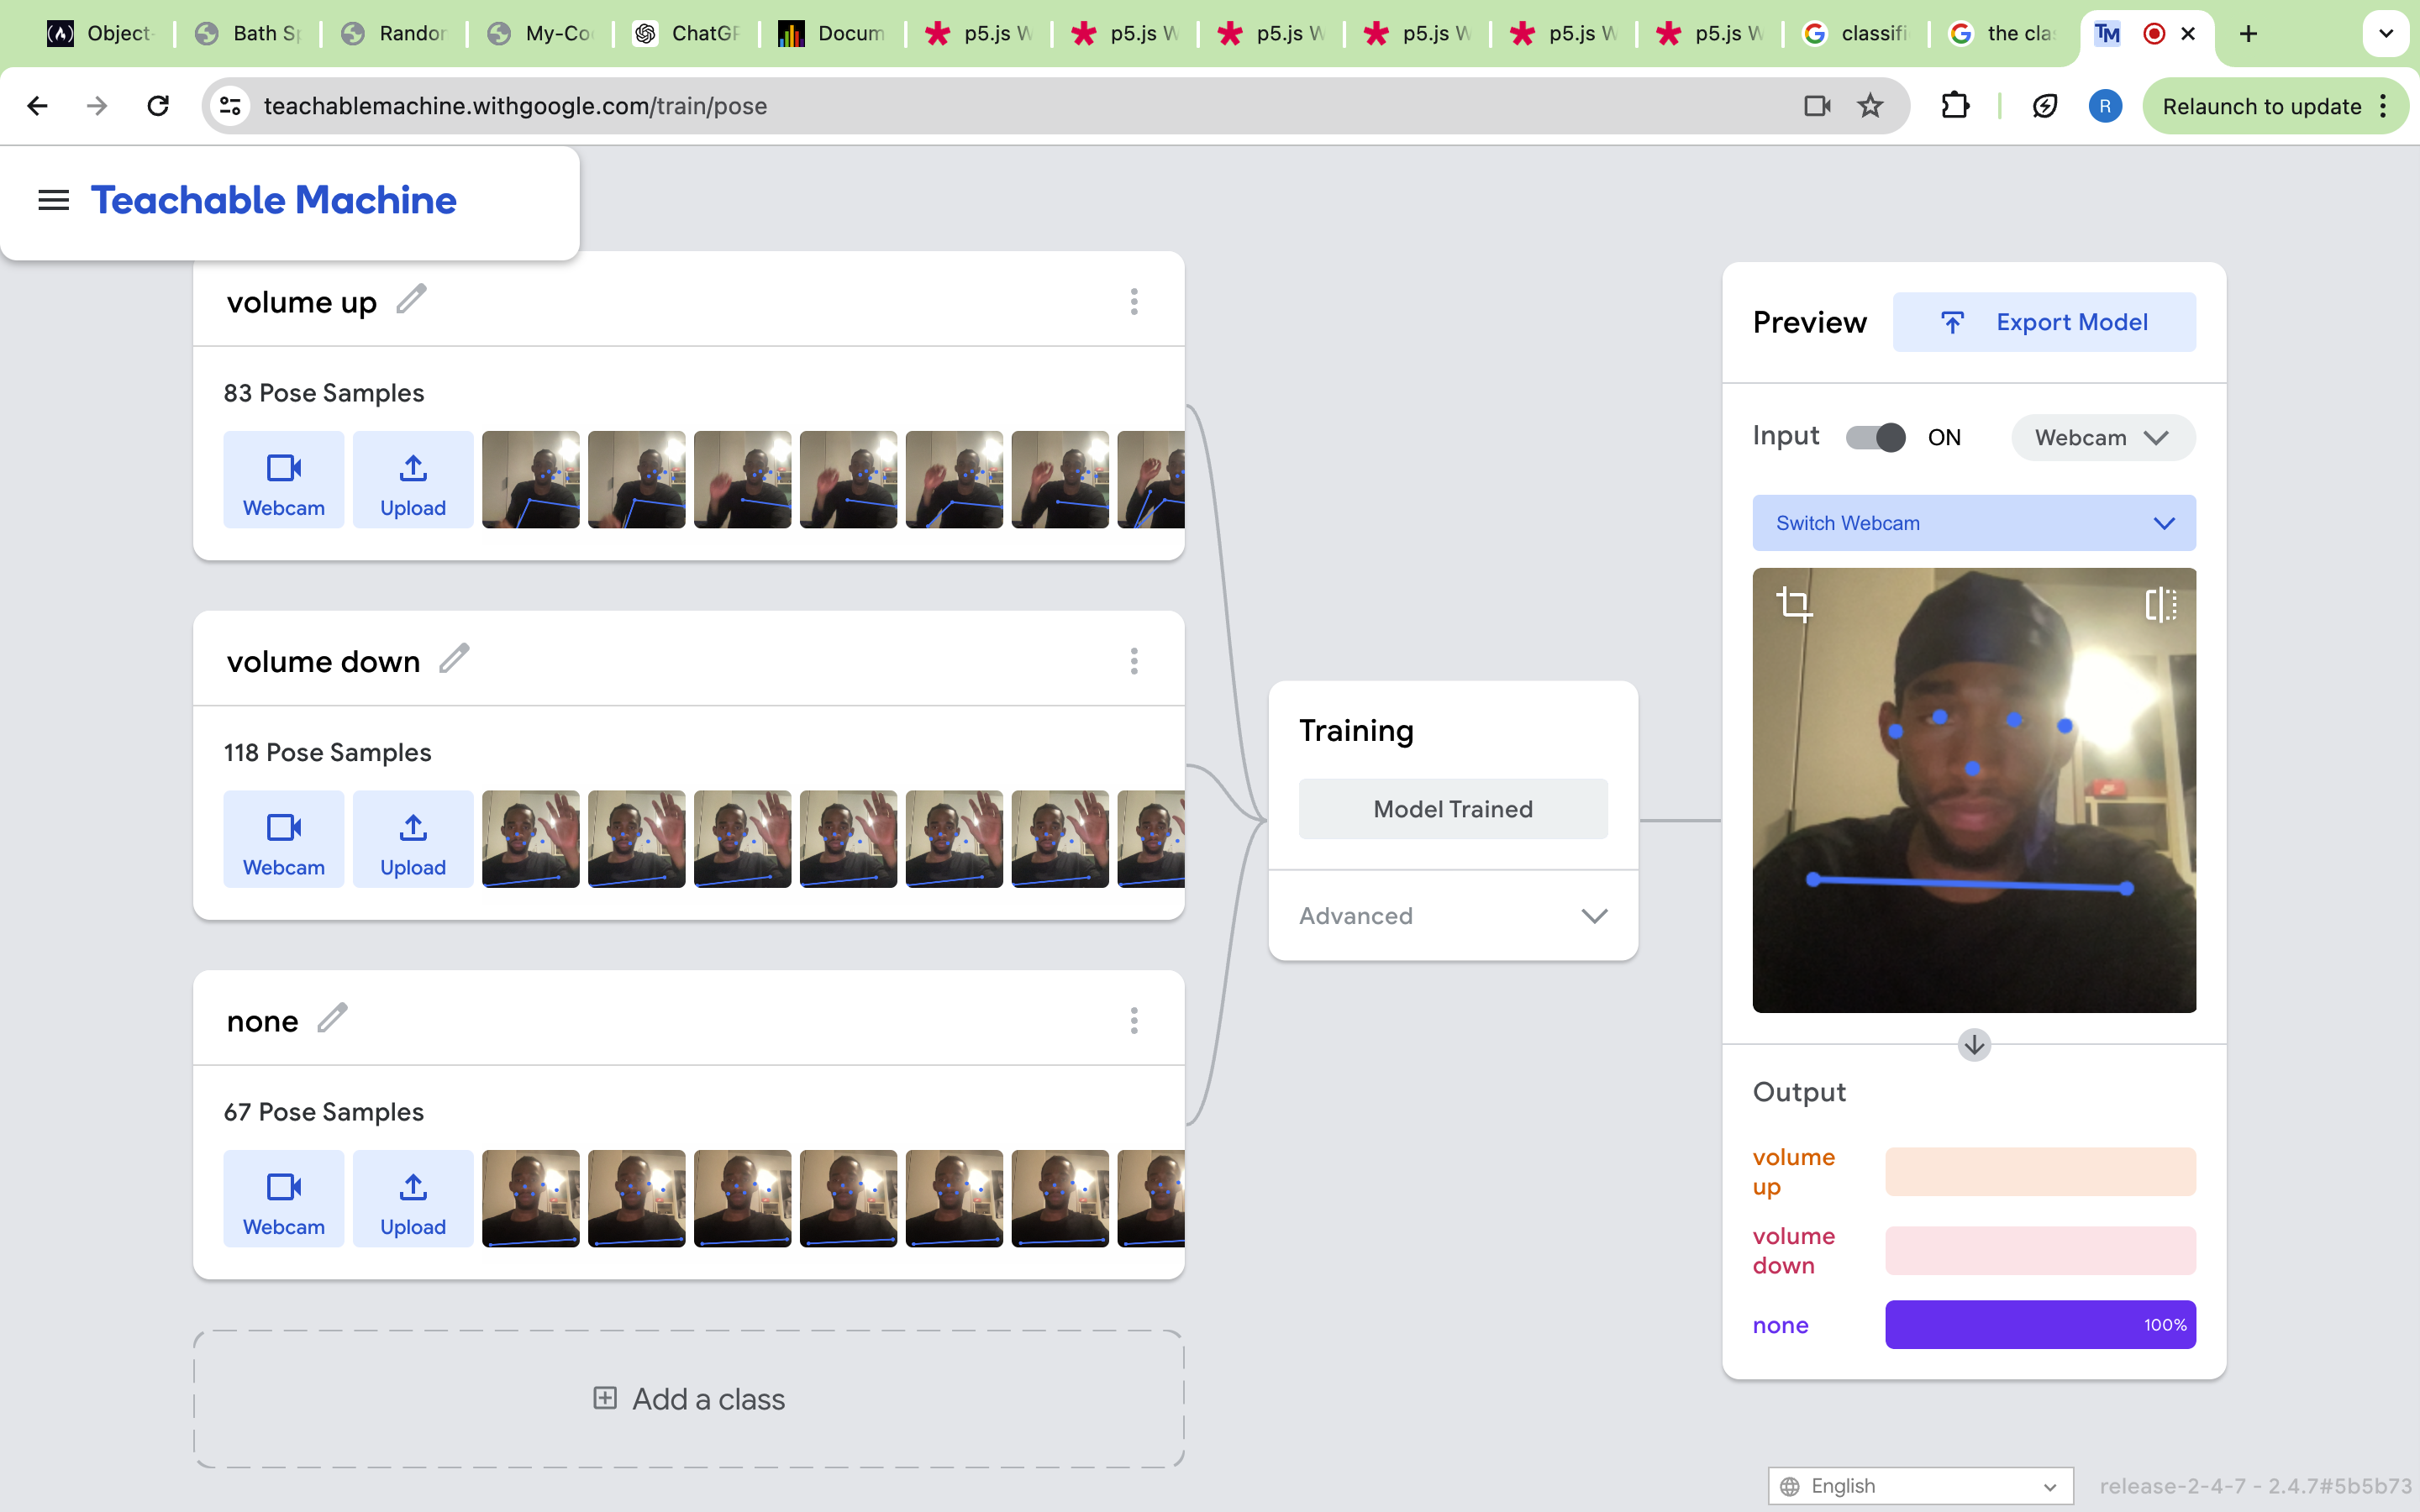 Object-
Bath Sp
Random
My-Co
ChatGP
Docum
p5.js W
p5.js W
p5.js W
p5.js W
p5.js W
p5.js W
classifi
the cla
TM
teachablemachine.withgoogle.com/train/pose
R
Relaunch to update
Teachable Machine
volume up
83 Pose Samples
Webcam
Upload
volume down
118 Pose Samples
Webcam
Upload
none
67 Pose Samples
Webcam
Upload
Add a class
Training
Model Trained
Advanced
Preview
Export Model
Input
ON
Webcam
Switch Webcam
Output
volume
up
volume
down
none
100%
English
release-2-4-7 - 2.4.7#5b5b73